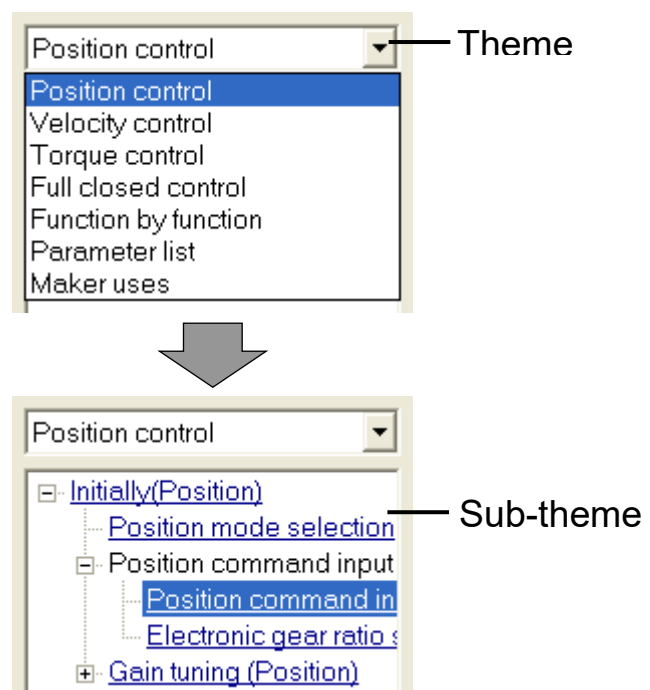 Position control
Theme
Position control
Velocity control
Torque control
Full closed control
Function by function
Parameter list
Maker uses
Position control
Initially(Position)
Sub-theme
Position mode selection
Position command input
Position command in
Electronic gear ratio s
Gain tuning (Position)